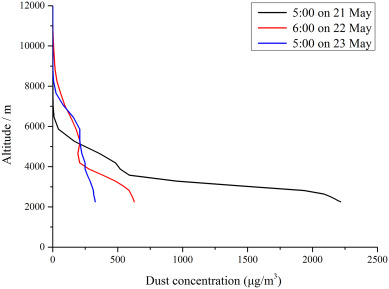 12000
10000
8000
6000
4000
2000
0
Altitude / m
5:00 on 21 May
6:00 on 22 May
5:00 on 23 May
0 500 1000 1500 2000 2500
Dust concentration (μg/m³)